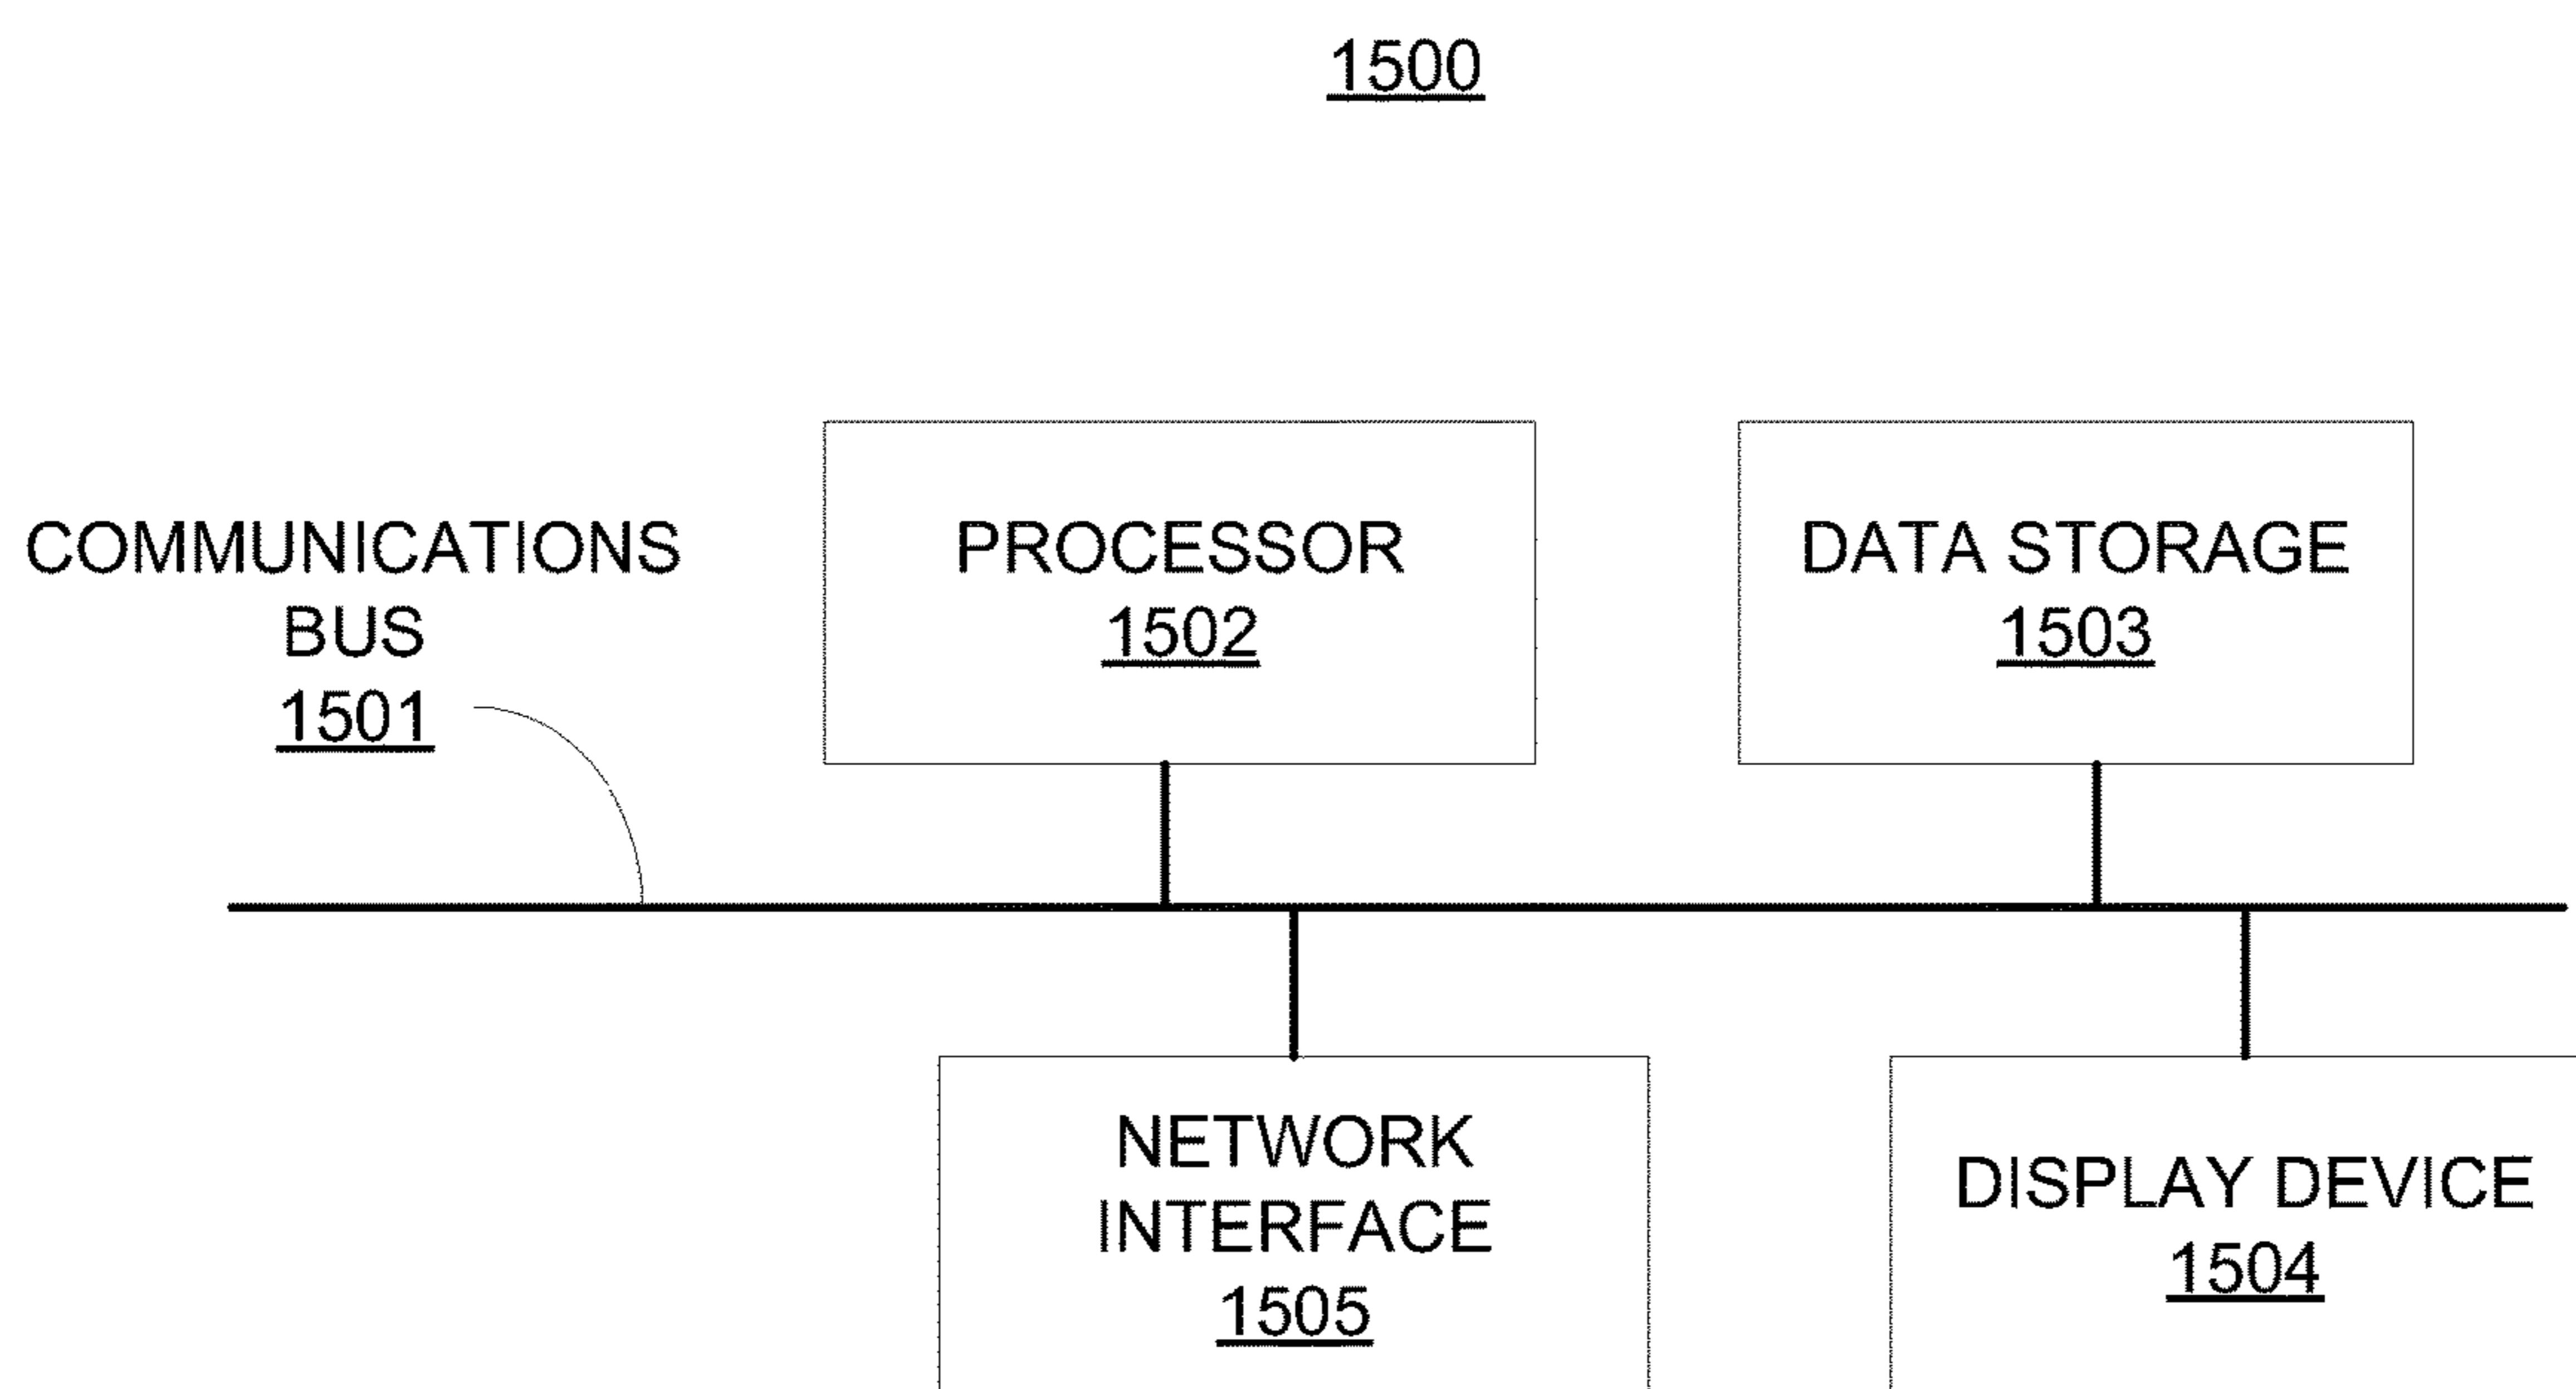 1500
COMMUNICATIONS
BUS
1501
PROCESSOR
1502
DATA STORAGE
1503
NETWORK
INTERFACE
1505
DISPLAY DEVICE
1504